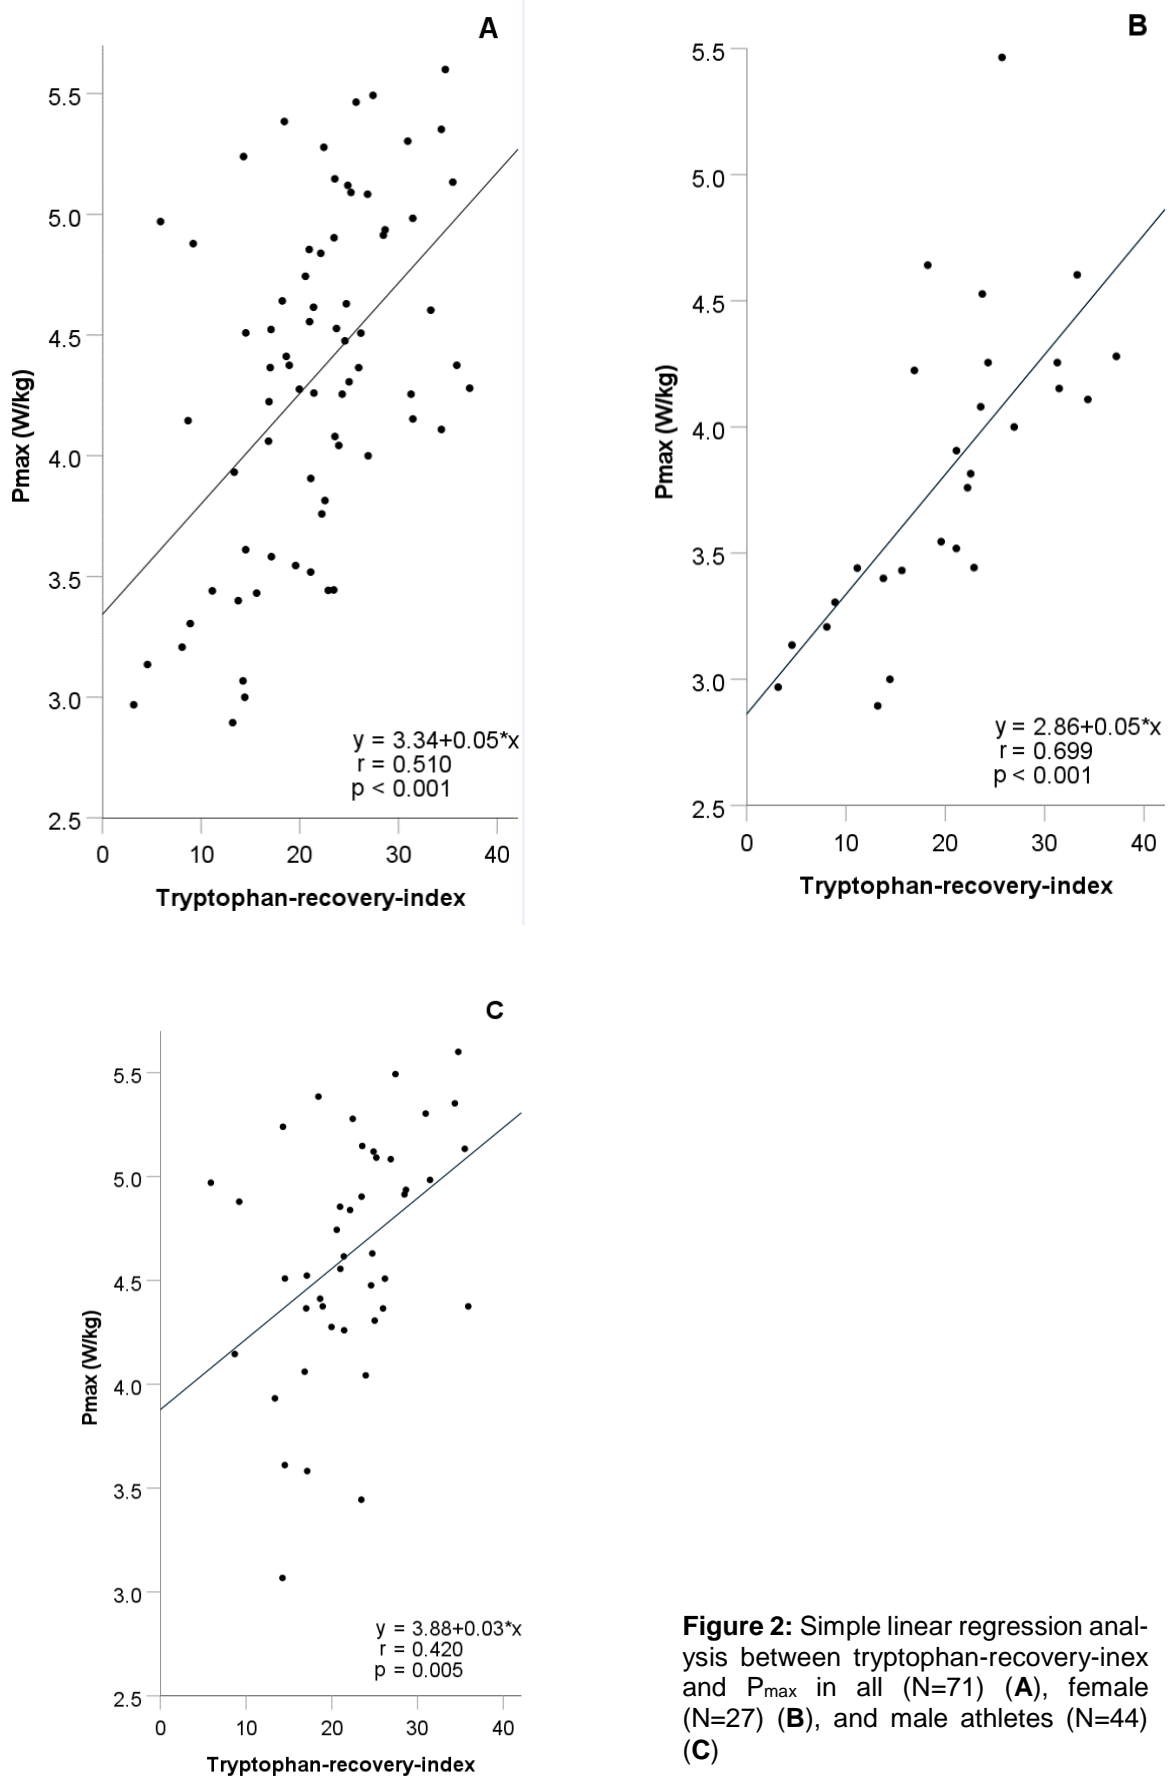 A
5.5
5.0
4.5
4.0
3.5
3.0
2.5
Pmax (W/kg)
y = 3.34+0.05*x
r = 0.510
p < 0.001
0 10 20 30 40
Tryptophan-recovery-index
B
5.5
5.0
4.5
4.0
3.5
3.0
2.5
Pmax (W/kg)
y = 2.86+0.05*x
r = 0.699
p < 0.001
0 10 20 30 40
Tryptophan-recovery-index
C
5.5
5.0
4.5
4.0
3.5
3.0
2.5
Pmax (W/kg)
y = 3.88+0.03*x
r = 0.420
p = 0.005
0 10 20 30 40
Tryptophan-recovery-index
Figure 2: Simple linear regression anal-
ysis between tryptophan-recovery-inex
and Pmax in all (N=71) (A), female
(N=27) (B), and male athletes (N=44)
(C)